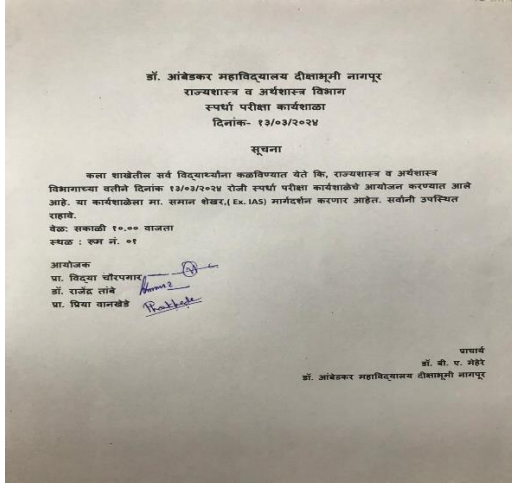 डॉ. आंबेडकर महाविद्यालय दीक्षाभूमी नागपूर
राज्यशास्त्र व अर्थशास्त्र विभाग
स्पर्धा परीक्षा कार्यशाळा
दिनांक- १३/०३/२०२४
सूचना
कला शाखेतील सर्व विद्यार्थ्यांना कळविण्यात येते कि, राज्यशास्त्र व अर्थशास्त्र
विभागाच्या वतीने दिनांक १३/०३/२०२४ रोजी स्पर्धा परीक्षा कार्यशाळेचे आयोजन करण्यात आले
आहे. या कार्यशाळेला मा. समान शेखर,( Ex. IAS) मार्गदर्शन करणार आहेत. सर्वांनी उपस्थित
राहावे.
वेळ: सकाळी १०.०० वाजता
स्थळ : रूम नं. ०१
आयोजक
प्रा. विद्या चौरपगार
डॉ. राजेंद्र तांबे
प्रा. प्रिया वानखेडे
प्राचार्य
डॉ. बी. ए. मेहेरे
डॉ. आंबेडकर महाविद्यालय दीक्षाभूमी नागपूर